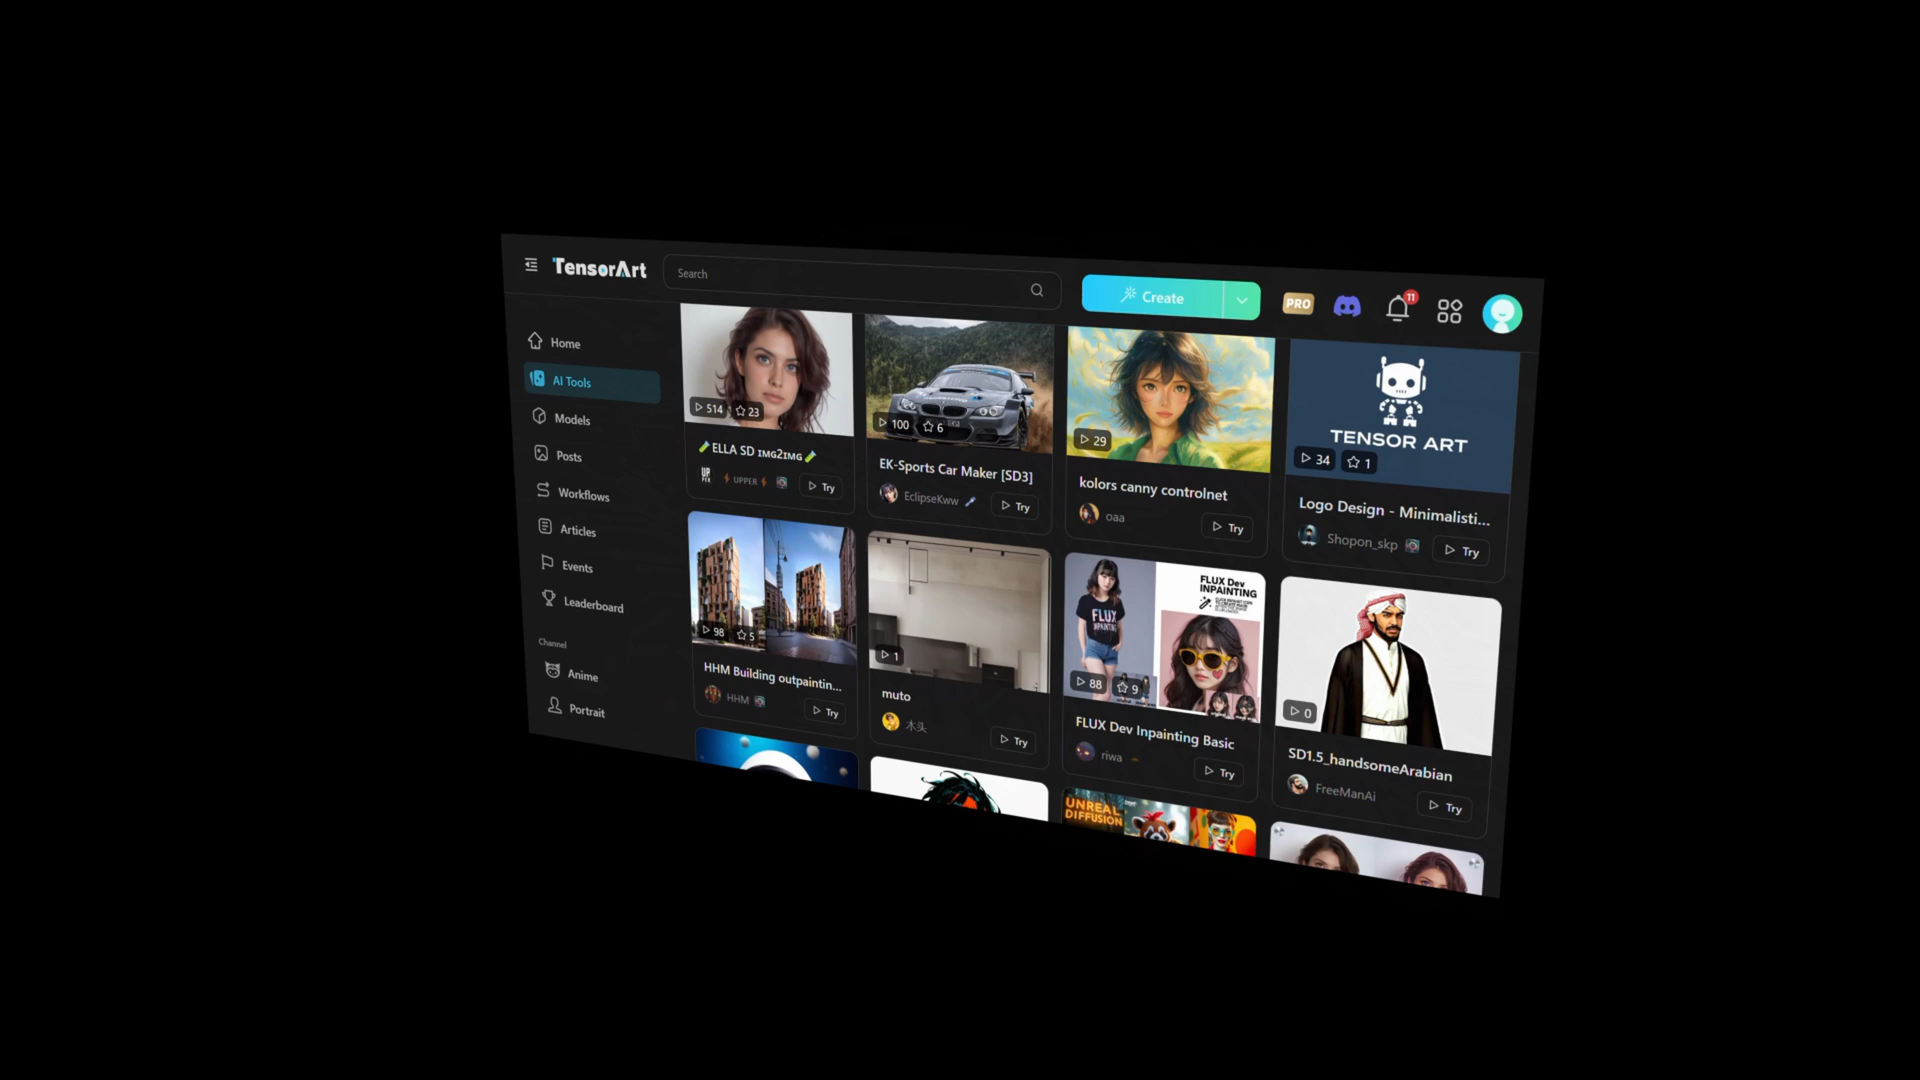 TensorArt
Search
Create
PRO
11
Home
AI Tools
Models
Posts
Workflows
Articles
Events
Leaderboard
Channel
Anime
Portrait
514 23
ELLA SD ɪᴍɢ2ɪᴍɢ
UPPER
Try
100 6
EK-Sports Car Maker [SD3]
EclipseKww
Try
29
kolors canny controlnet
oaa
Try
TENSOR ART
34 1
Logo Design - Minimalisti...
Shopon_skp
Try
98 5
HHM Building outpaintin...
HHM
Try
1
muto
木头
Try
FLUX Dev
INPAINTING
FLUX
INPAINTING
88 9
FLUX Dev Inpainting Basic
riwa
Try
0
SD1.5_handsomeArabian
FreeManAi
Try
UNREAL
DIFFUSION